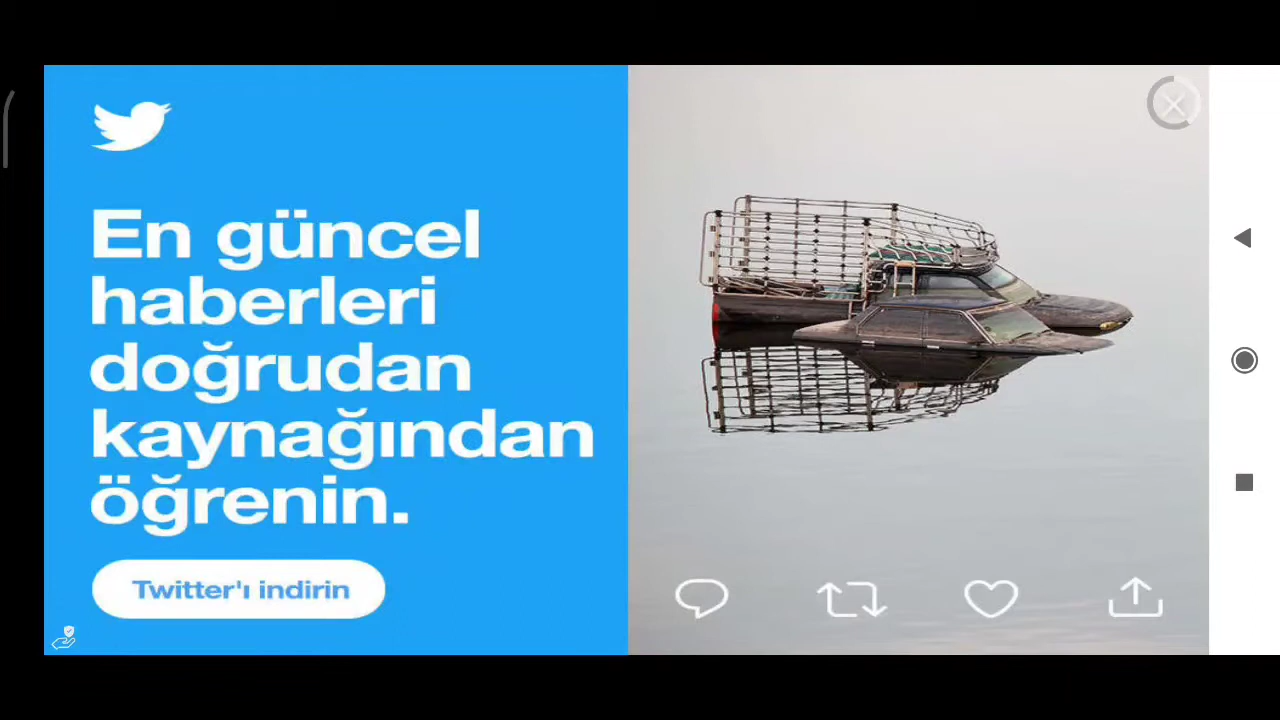 En güncel
haberleri
doğrudan
kaynağından
öğrenin.
Twitter'ı indirin